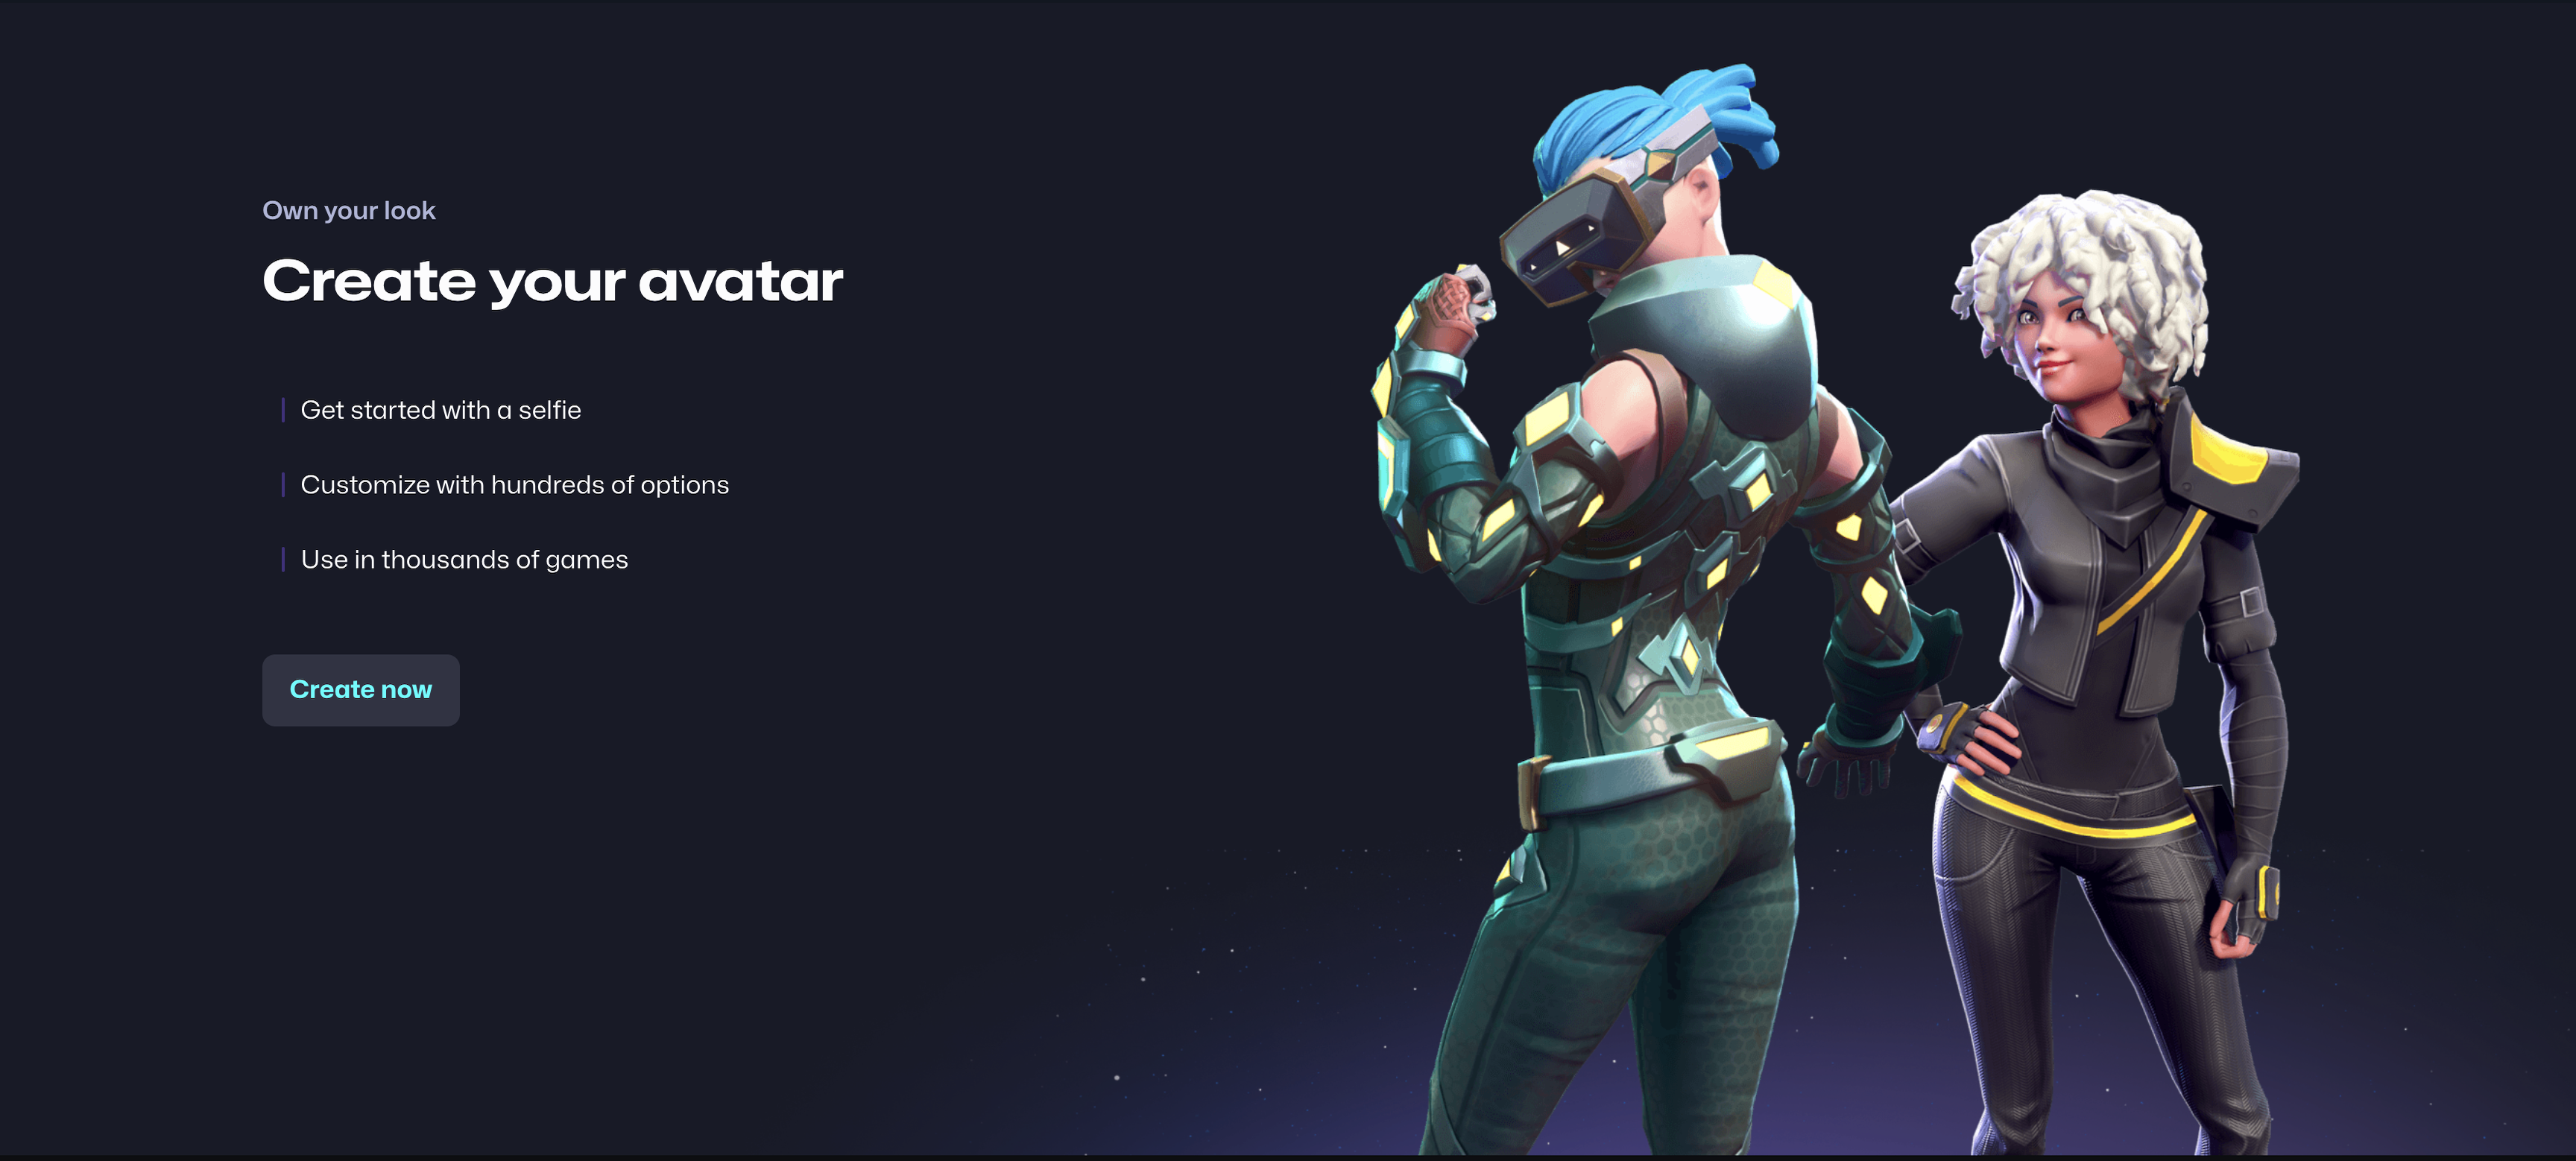 Own your look
Create your avatar
Get started with a selfie
Customize with hundreds of options
Use in thousands of games
Create now